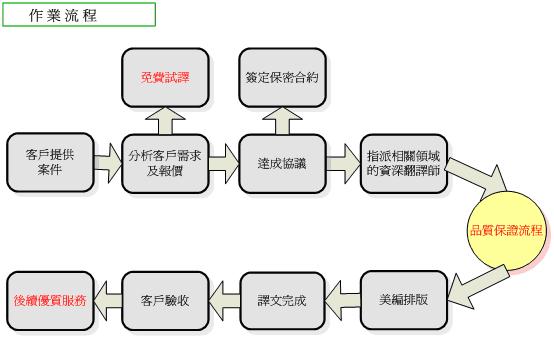 作業流程
免費試譯
簽定保密合約
客戶提供
案件
分析客戶需求
及報價
達成協議
指派相關領域
的資深翻譯師
品質保證流程
美編排版
譯文完成
客戶驗收
後續優質服務